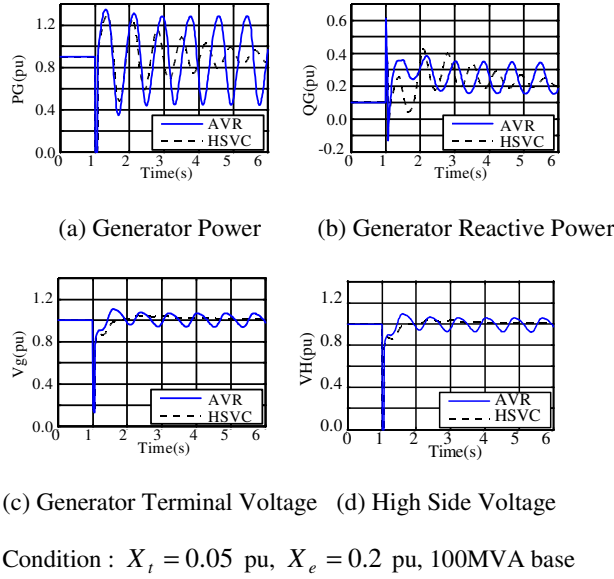 PG(pu)
1.2
0.8
0.4
0.0
0 1 2 3 4 5 6
Time(s)
AVR
HSVC
QG(pu)
0.6
0.4
0.2
0.0
-0.2
0 1 2 3 4 5 6
Time(s)
AVR
HSVC
(a) Generator Power (b) Generator Reactive Power
Vg(pu)
1.2
0.8
0.4
0.0
0 1 2 3 4 5 6
Time(s)
AVR
HSVC
VH(pu)
1.2
0.8
0.4
0.0
0 1 2 3 4 5 6
Time(s)
AVR
HSVC
(c) Generator Terminal Voltage (d) High Side Voltage
Condition : X_t = 0.05 pu, X_e = 0.2 pu, 100MVA base